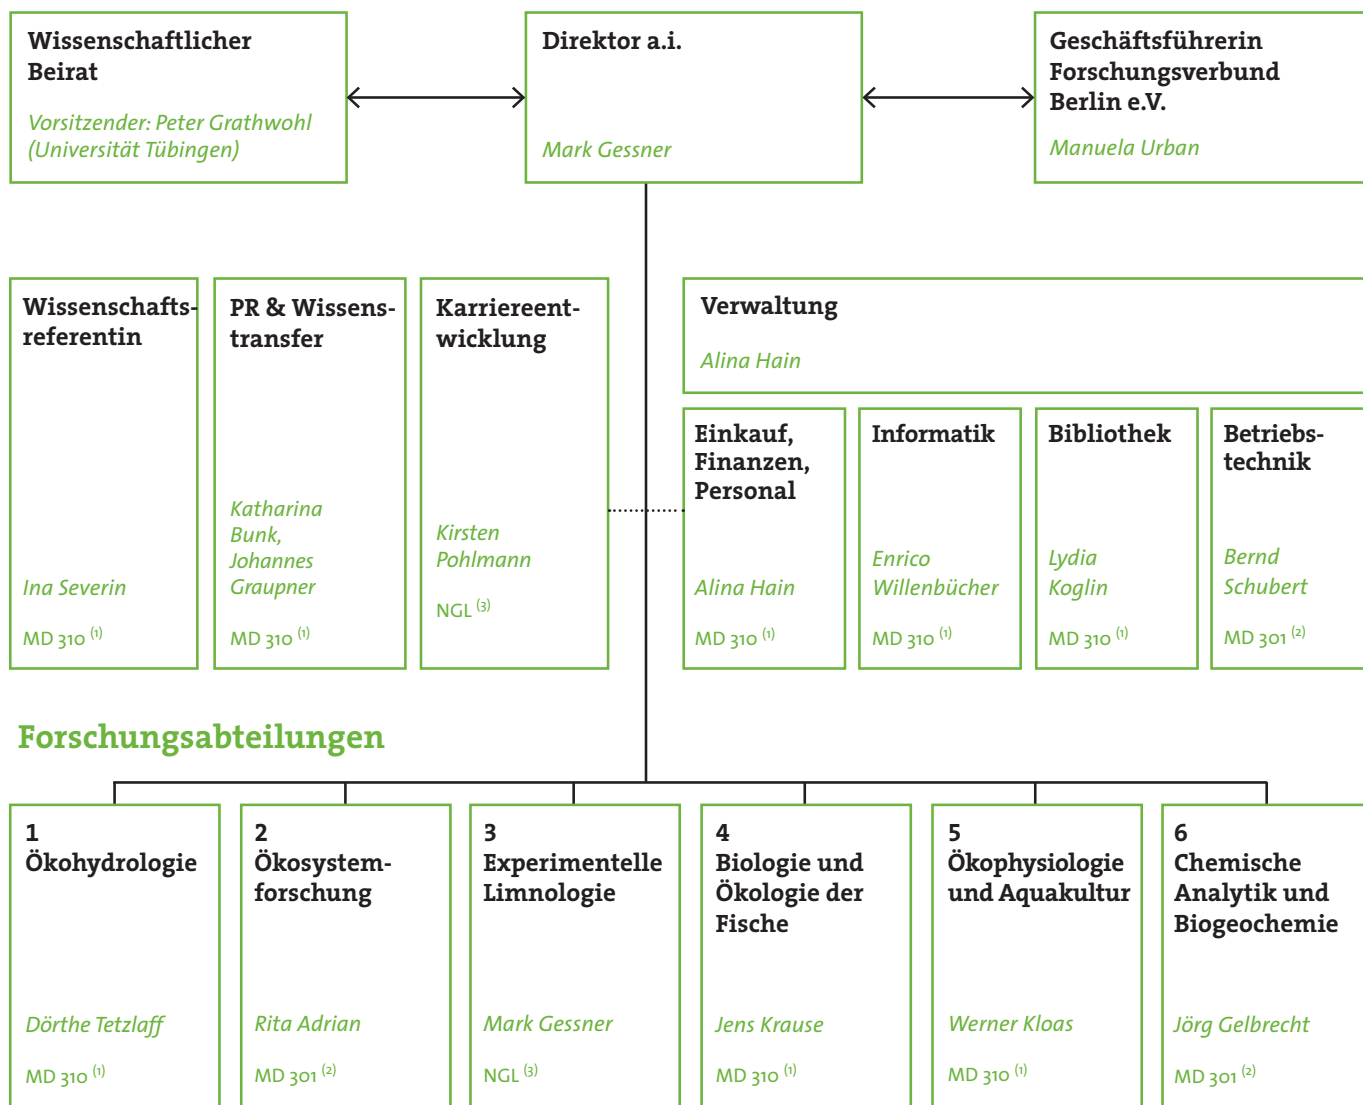 Wissenschaftlicher
Beirat
Vorsitzender: Peter Grathwohl
(Universität Tübingen)
Direktor a.i.
Mark Gessner
Geschäftsführerin
Forschungsverbund
Berlin e.V.
Manuela Urban
Wissenschafts-
referentin
Ina Severin
MD 310 (1)
PR & Wissens-
transfer
Katharina
Bunk,
Johannes
Graupner
MD 310 (1)
Karriereent-
wicklung
Kirsten
Pohlmann
NGL (3)
Verwaltung
Alina Hain
Einkauf,
Finanzen,
Personal
Alina Hain
MD 310 (1)
Informatik
Enrico
Willenbücher
MD 310 (1)
Bibliothek
Lydia
Koglin
MD 310 (1)
Betriebs-
technik
Bernd
Schubert
MD 301 (2)
Forschungsabteilungen
1
Ökohydrologie
Dörthe Tetzlaff
MD 310 (1)
2
Ökosystem-
forschung
Rita Adrian
MD 301 (2)
3
Experimentelle
Limnologie
Mark Gessner
NGL (3)
4
Biologie und
Ökologie der
Fische
Jens Krause
MD 310 (1)
5
Ökophysiologie
und Aquakultur
Werner Kloas
MD 310 (1)
6
Chemische
Analytik und
Biogeochemie
Jörg Gelbrecht
MD 301 (2)